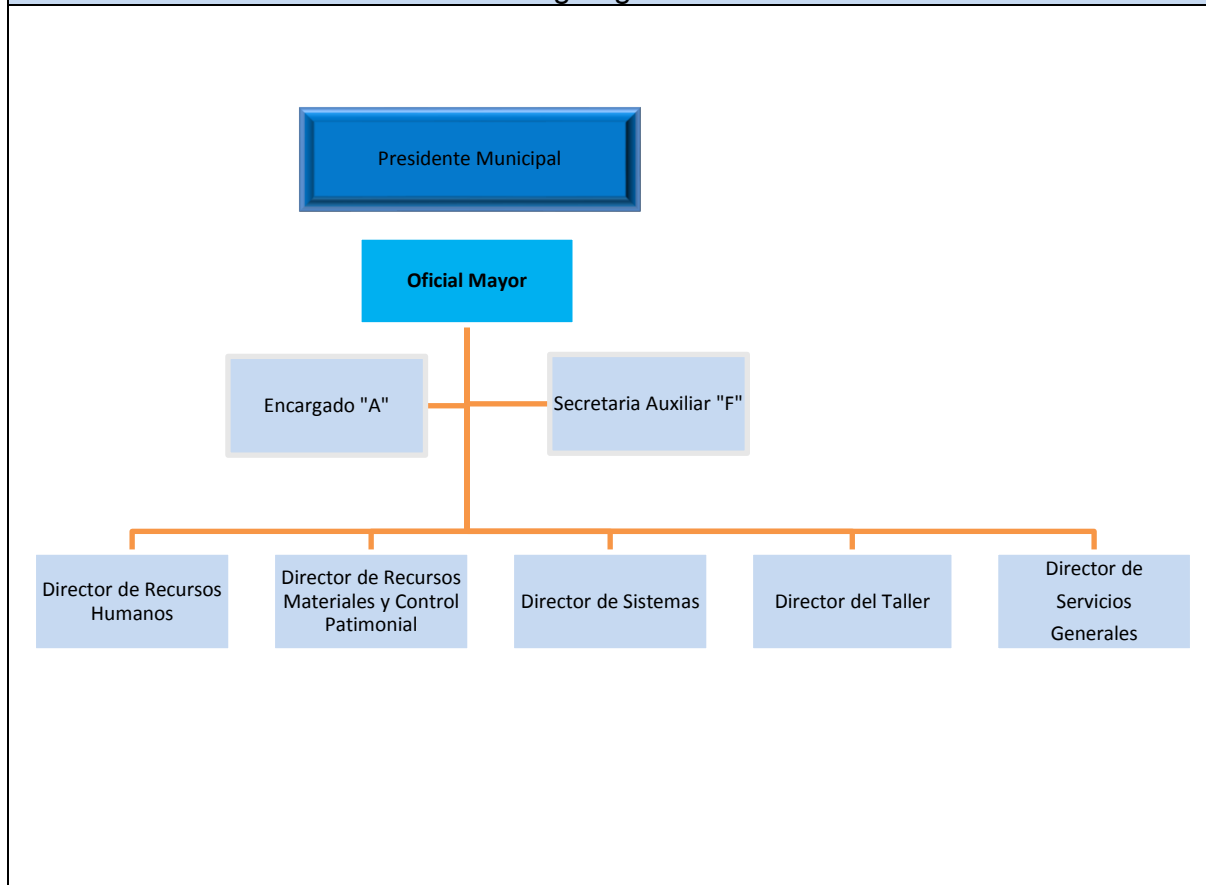 Presidente Municipal
Oficial Mayor
Encargado "A"
Secretaria Auxiliar "F"
Director de Recursos
Humanos
Director de Recursos
Materiales y Control
Patimonial
Director de Sistemas
Director del Taller
Director de
Servicios
Generales